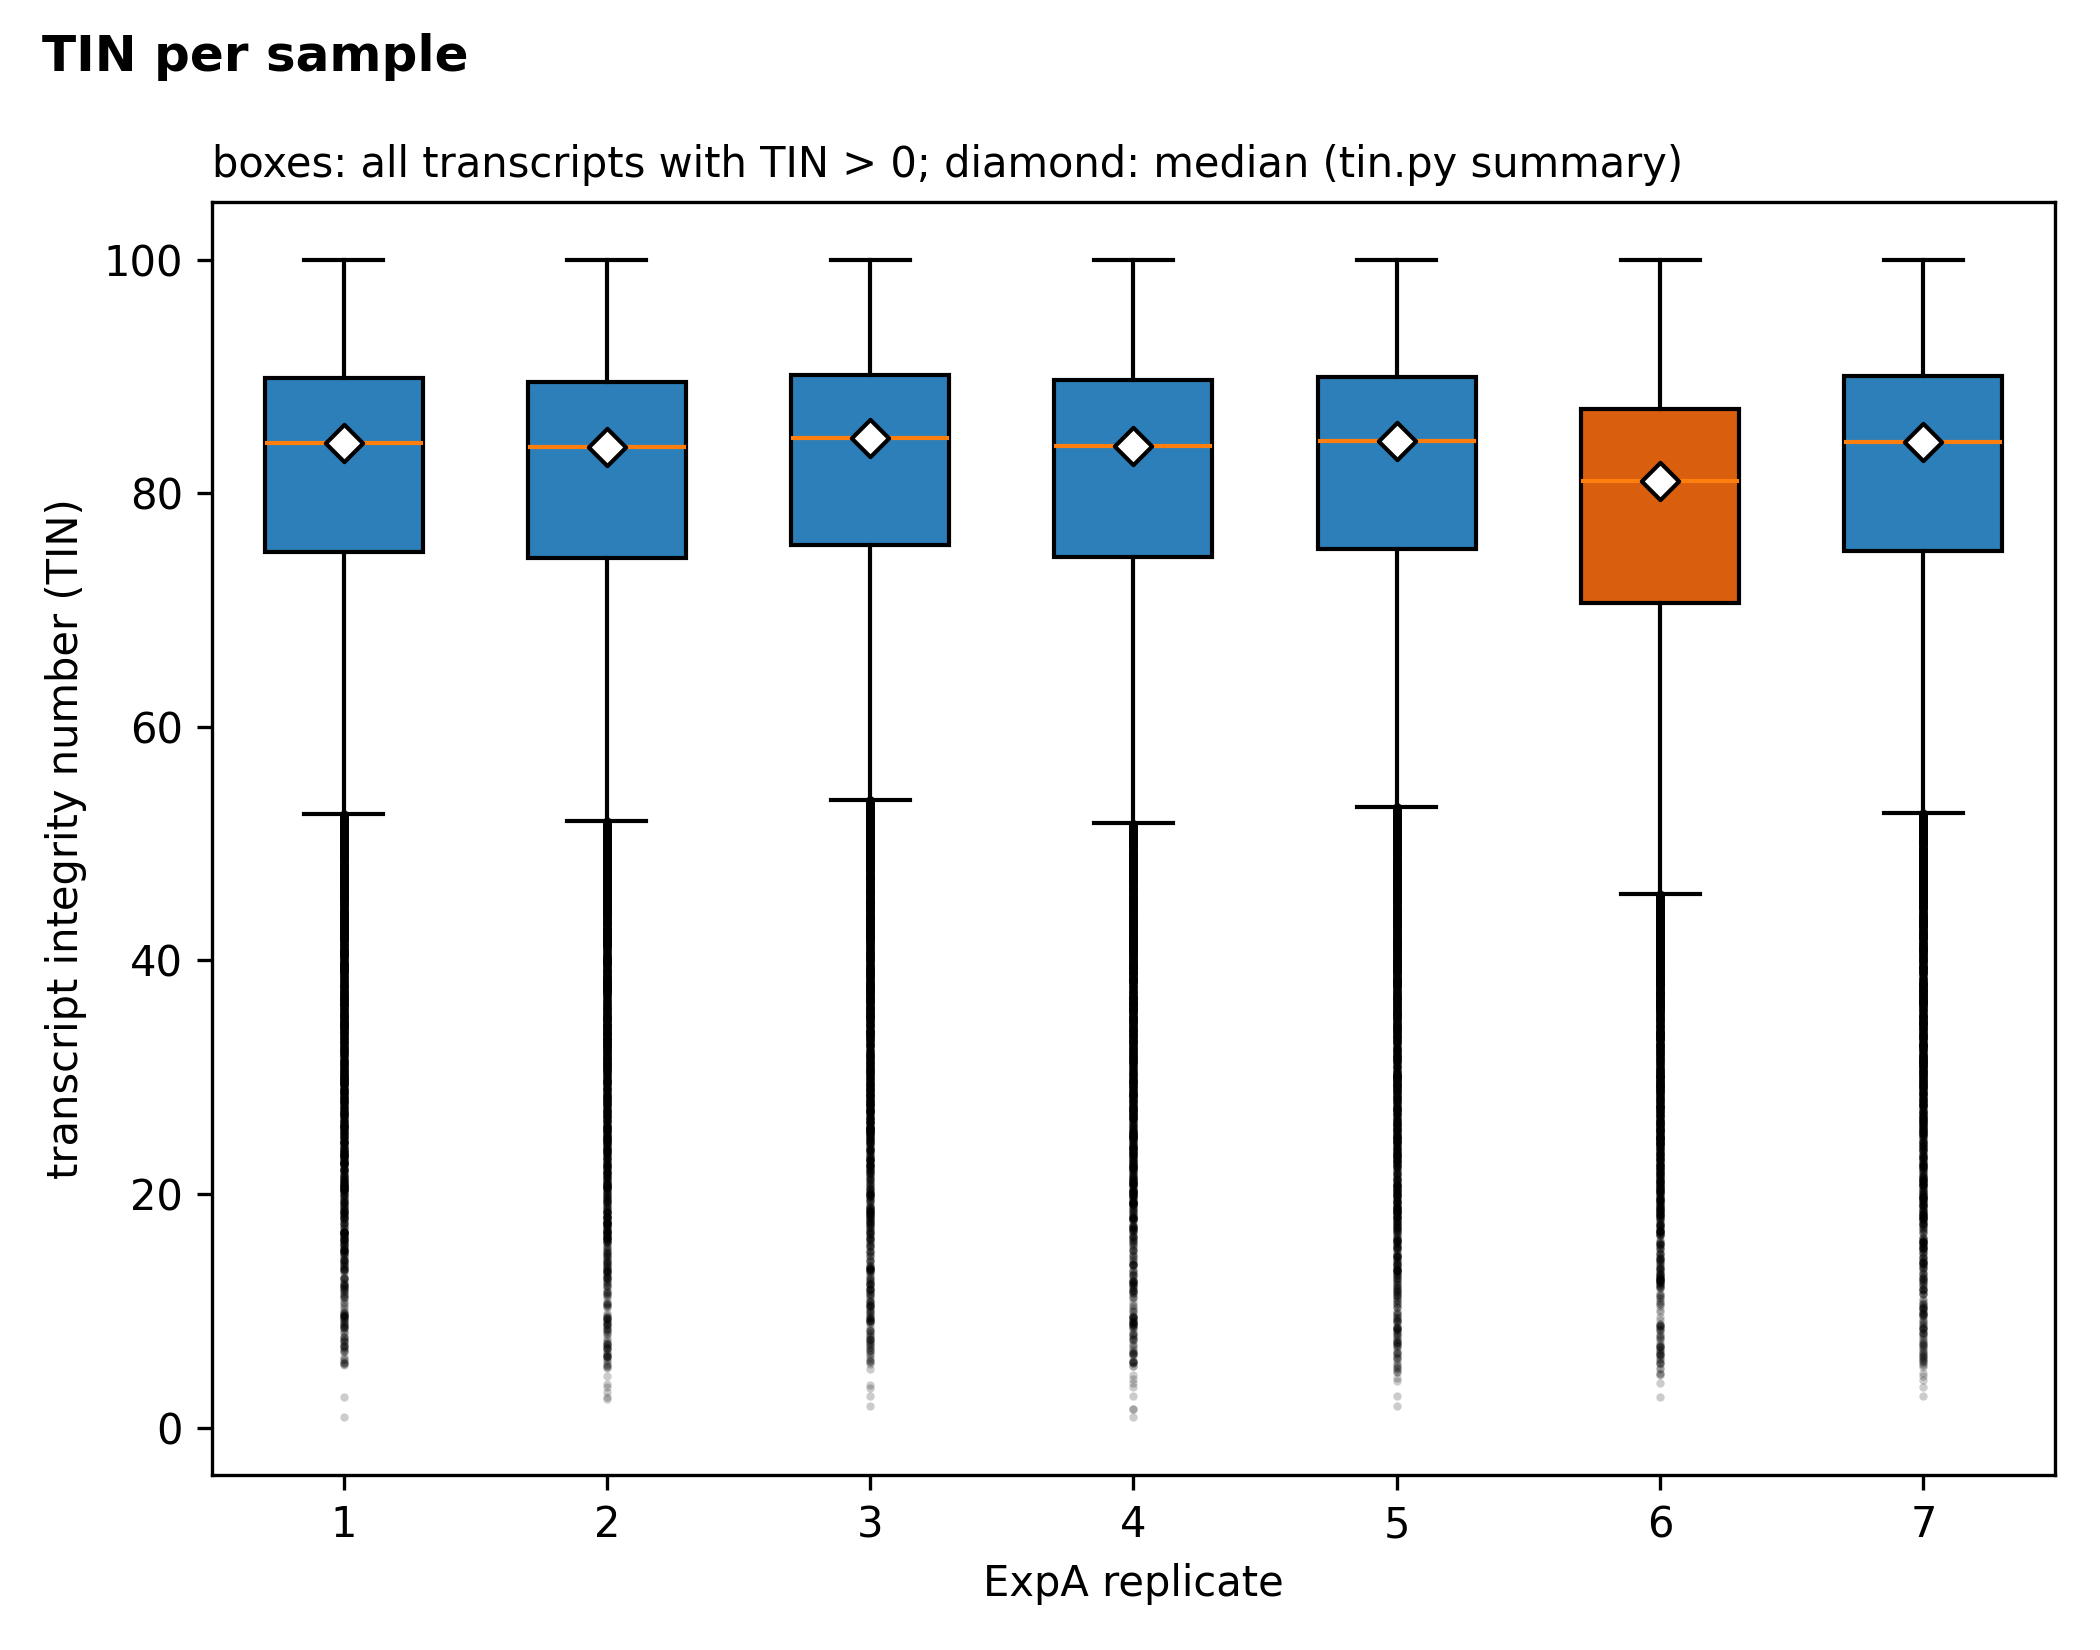 TIN per sample
boxes: all transcripts with TIN > 0; diamond: median (tin.py summary)
transcript integrity number (TIN)
100
80
60
40
20
0
1 2 3 4 5 6 7
ExpA replicate